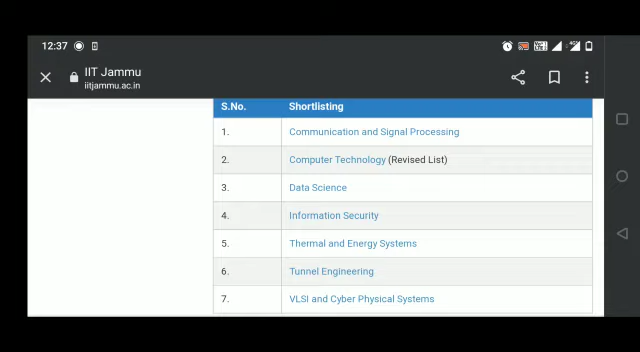 12:37
IIT Jammu
iitjammu.ac.in
S.No. Shortlisting
1. Communication and Signal Processing
2. Computer Technology (Revised List)
3. Data Science
4. Information Security
5. Thermal and Energy Systems
6. Tunnel Engineering
7. VLSI and Cyber Physical Systems